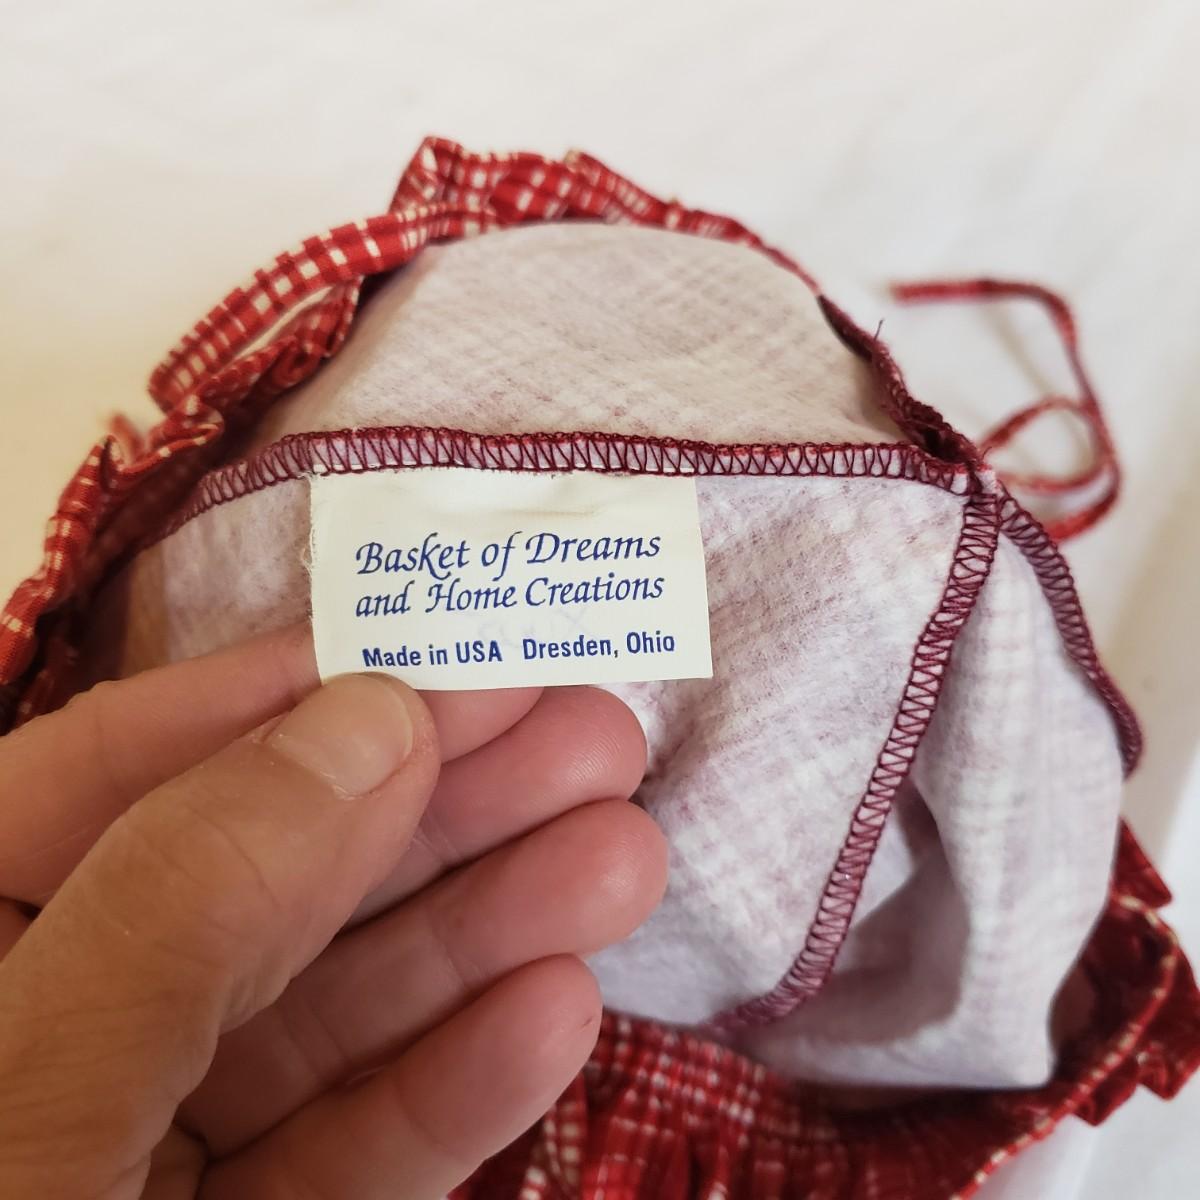 Basket of Dreams
and Home Creations
Made in USA Dresden, Ohio